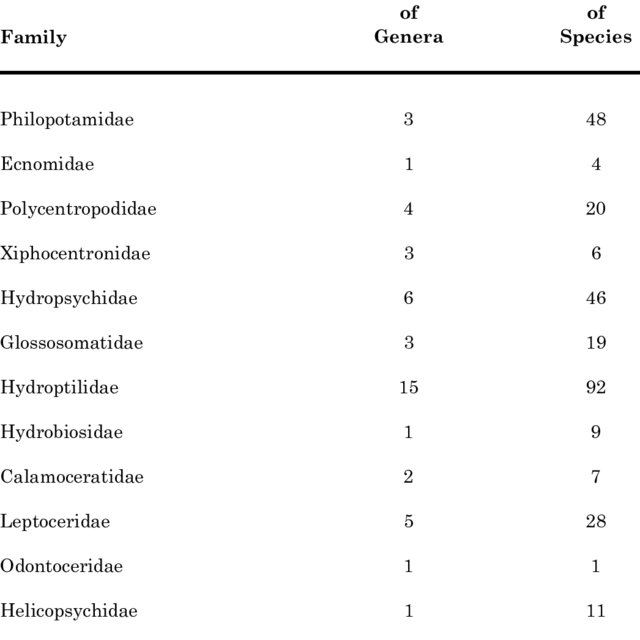 of of
Family Genera Species
Philopotamidae 3 48
Ecnomidae 1 4
Polycentropodidae 4 20
Xiphocentronidae 3 6
Hydropsychidae 6 46
Glossosomatidae 3 19
Hydroptilidae 15 92
Hydrobiosidae 1 9
Calamoceratidae 2 7
Leptoceridae 5 28
Odontoceridae 1 1
Helicopsychidae 1 11